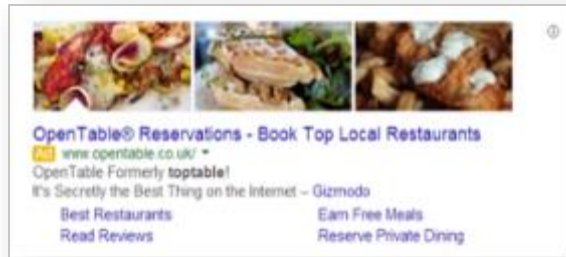 OpenTable® Reservations - Book Top Local Restaurants
Ad www.opentable.co.uk/
OpenTable Formerly toptable!
It's Secretly the Best Thing on the Internet – Gizmodo
Best Restaurants Earn Free Meals
Read Reviews Reserve Private Dining